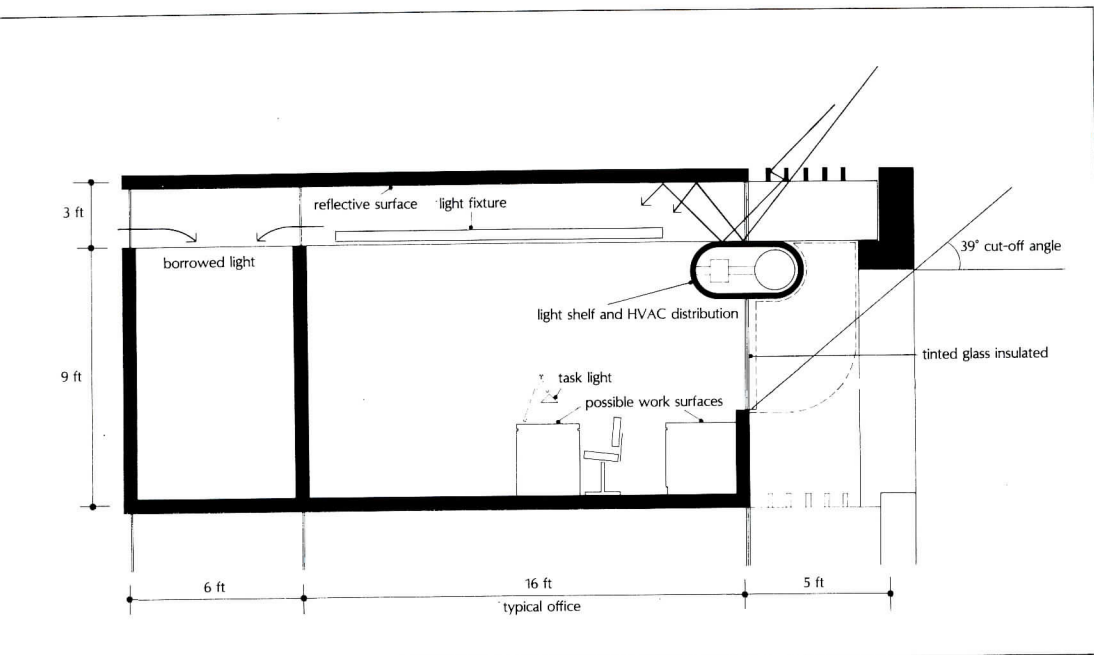 3 ft
reflective surface
light fixture
borrowed light
39° cut-off angle
light shelf and HVAC distribution
tinted glass insulated
9 ft
task light
possible work surfaces
6 ft
16 ft
5 ft
typical office